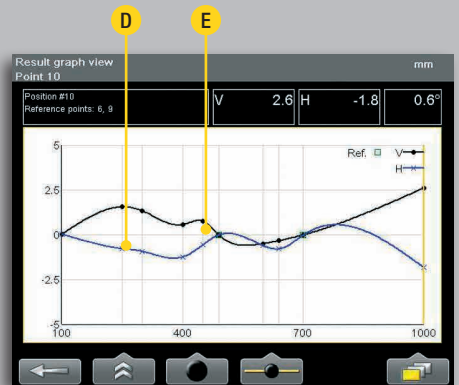 D E
Result graph view mm
Point 10
Position #10
Reference points: 6, 9
V 2.6 H -1.8 0.6°
5
Ref. V
H
2.5
0
-2.5
-5
100 400 700 1000